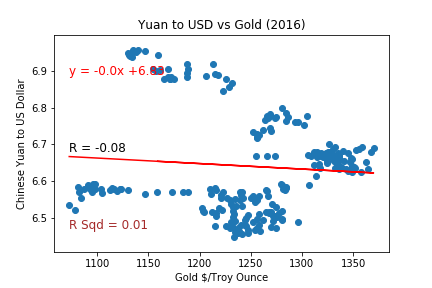 Yuan to USD vs Gold (2016)
Chinese Yuan to US Dollar
6.9
6.8
6.7
6.6
6.5
y = -0.0x +6.83
R = -0.08
R Sqd = 0.01
1100 1150 1200 1250 1300 1350
Gold $/Troy Ounce